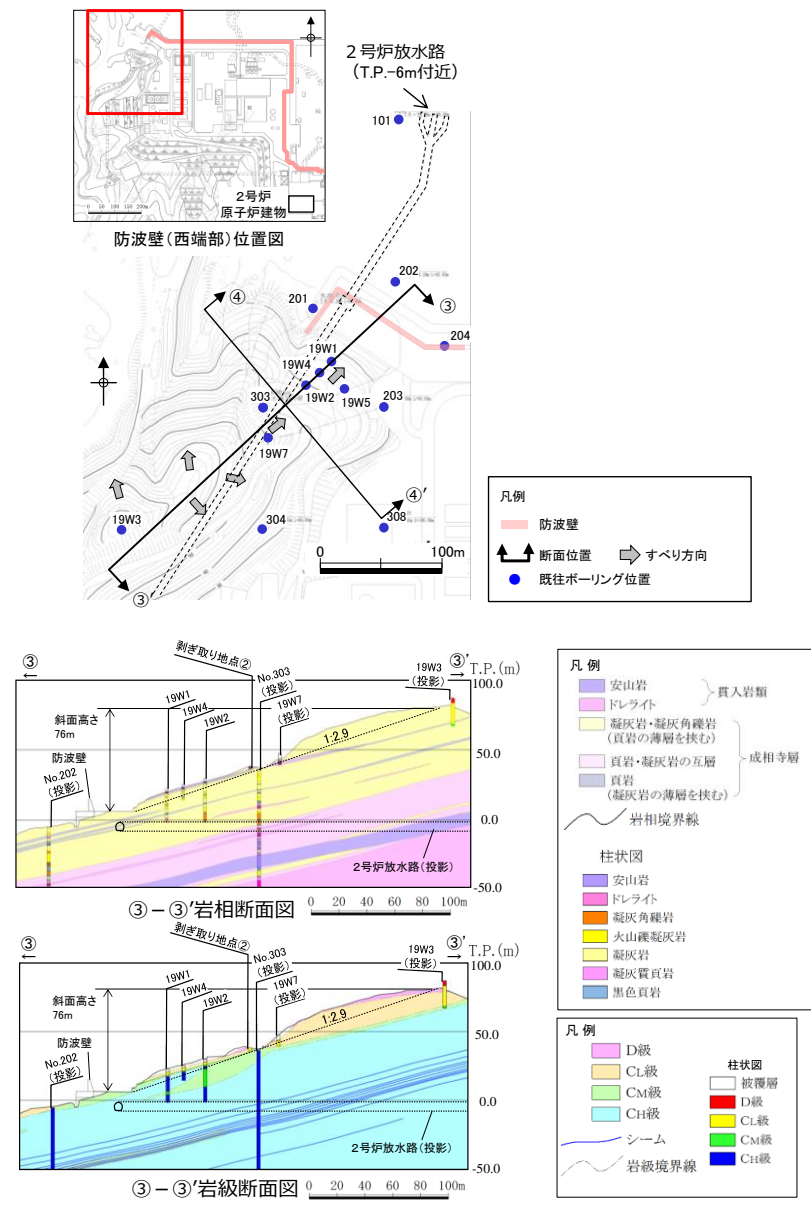 0 50 100 150 200m
2号炉
原子炉建物
防波壁（西端部）位置図
2号炉放水路
（T.P.-6m付近）
101
202
201
④
③
204
19W1
19W4
19W2
19W5
303
203
19W7
④'
19W3
304
308
0 100m
③'
凡例
防波壁
断面位置
すべり方向
既往ボーリング位置
③
剥ぎ取り地点②
No.303
（投影）
19W7
（投影）
19W3
（投影）
③'
T.P.(m)
100.0
19W1
19W4
19W2
斜面高さ
76m
1:2.9
50.0
防波壁
No.202
（投影）
0.0
2号炉放水路（投影）
-50.0
③－③'岩相断面図
0 20 40 60 80 100m
凡 例
安山岩
ドレライト
貫入岩類
凝灰岩・凝灰角礫岩
(頁岩の薄層を挟む)
頁岩・凝灰岩の互層
頁岩
(凝灰岩の薄層を挟む)
成相寺層
岩相境界線
柱状図
安山岩
ドレライト
凝灰角礫岩
火山礫凝灰岩
凝灰岩
凝灰質頁岩
黒色頁岩
③
剥ぎ取り地点②
No.303
（投影）
19W7
（投影）
19W3
（投影）
③'
T.P.(m)
100.0
19W1
19W4
19W2
斜面高さ
76m
1:2.9
50.0
防波壁
No.202
（投影）
0.0
2号炉放水路（投影）
-50.0
③－③'岩級断面図
0 20 40 60 80 100m
凡 例
D級
CL級
CM級
CH級
シーム
岩級境界線
柱状図
被覆層
D級
CL級
CM級
CH級